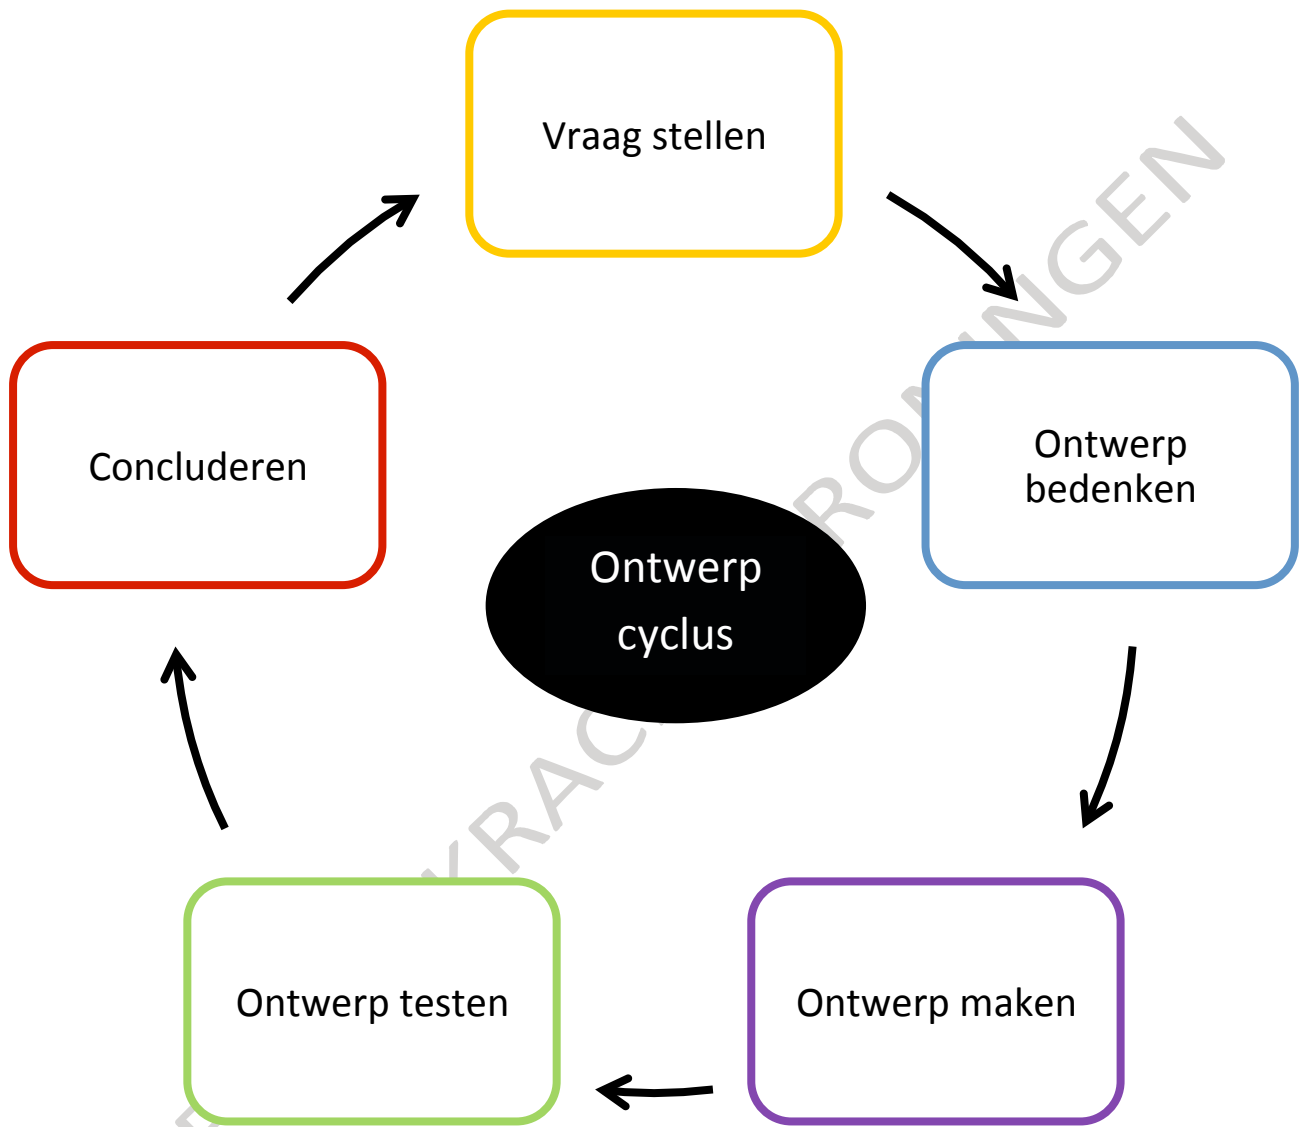 Vraag stellen
Ontwerp
bedenken
Ontwerp maken
Ontwerp testen
Concluderen
Ontwerp
cyclus